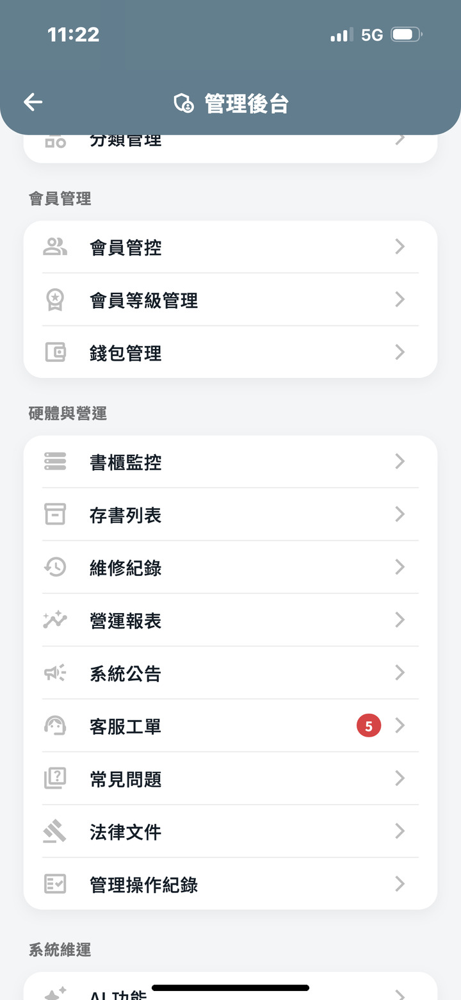 11:22
5G
管理後台
分類管理
會員管理
會員管控
會員等級管理
錢包管理
硬體與營運
書櫃監控
存書列表
維修紀錄
營運報表
系統公告
客服工單
5
常見問題
法律文件
管理操作紀錄
系統維運
AI 功能